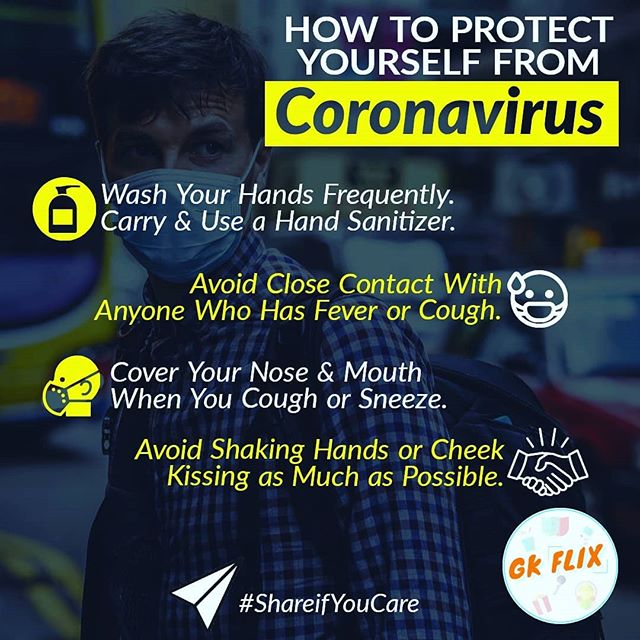 HOW TO PROTECT
YOURSELF FROM
Coronavirus
Wash Your Hands Frequently.
Carry & Use a Hand Sanitizer.
Avoid Close Contact With
Anyone Who Has Fever or Cough.
Cover Your Nose & Mouth
When You Cough or Sneeze.
Avoid Shaking Hands or Cheek
Kissing as Much as Possible.
GK FLIX
#ShareifYouCare